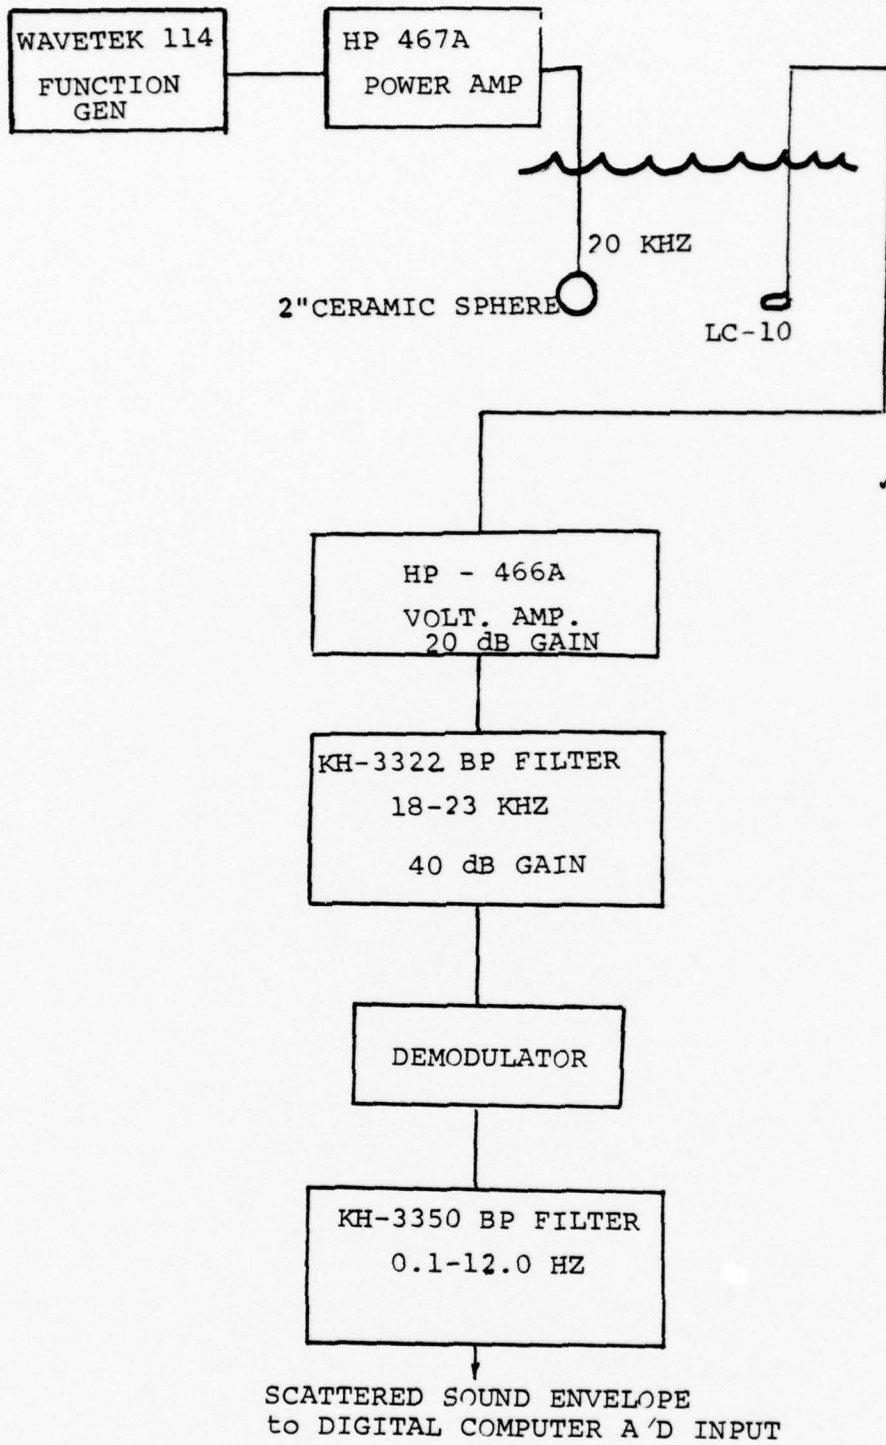 WAVETEK 114
FUNCTION
GEN
HP 467A
POWER AMP
20 KHZ
2"CERAMIC SPHERE
LC-10
HP - 466A
VOLT. AMP.
20 dB GAIN
KH-3322 BP FILTER
18-23 KHZ
40 dB GAIN
DEMODULATOR
KH-3350 BP FILTER
0.1-12.0 HZ
SCATTERED SOUND ENVELOPE
to DIGITAL COMPUTER A/D INPUT